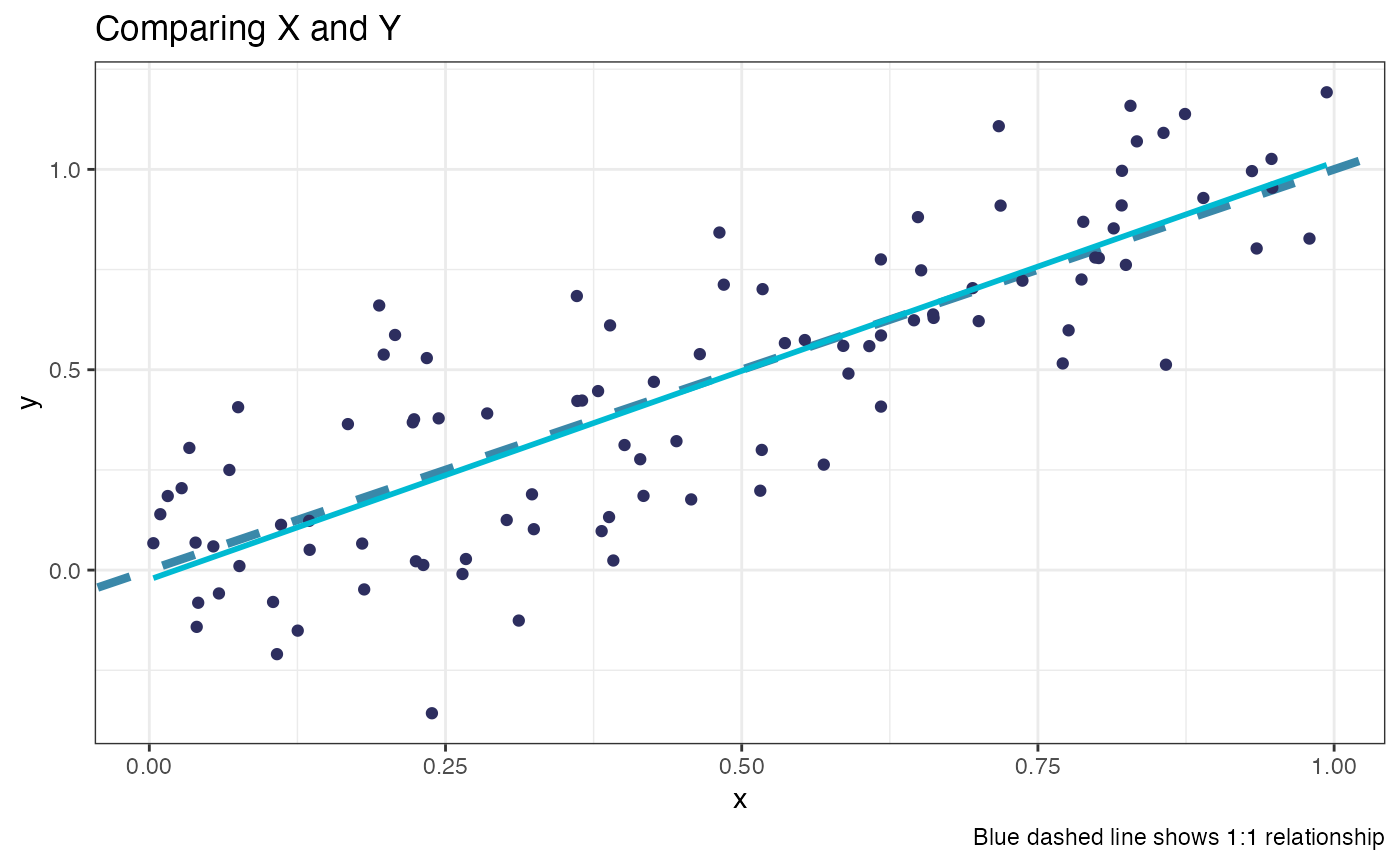 Comparing X and Y
1.0
0.5
0.0
y
0.00 0.25 0.50 0.75 1.00
x
Blue dashed line shows 1:1 relationship